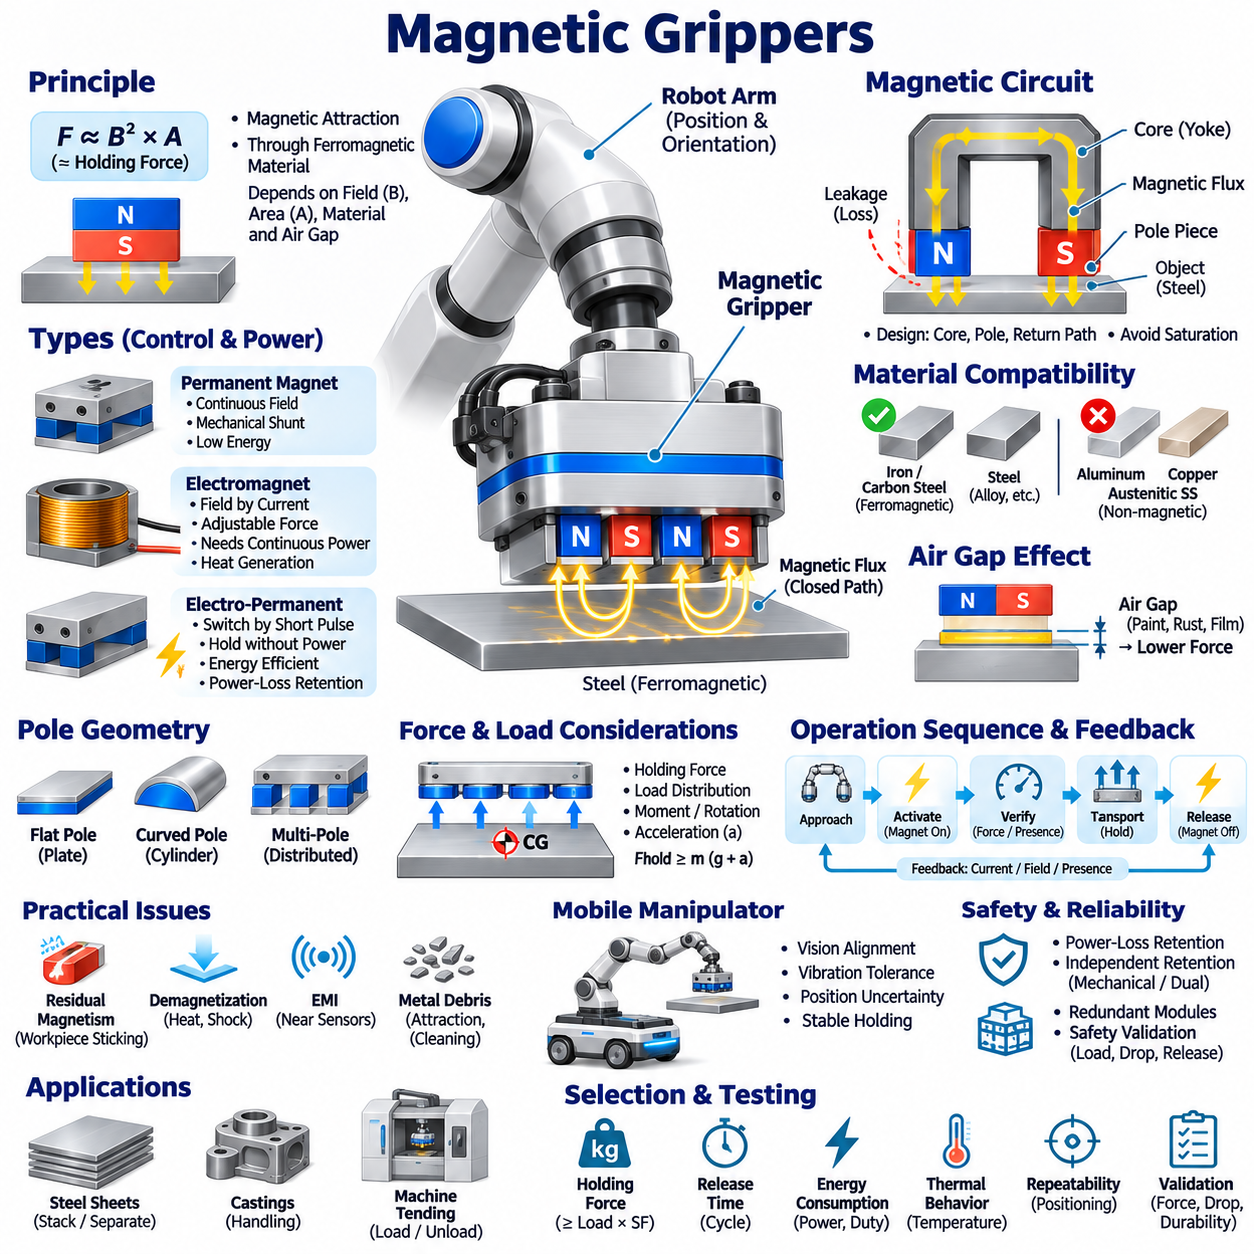 Magnetic Grippers
Principle
F ≈ B² × A
(≈ Holding Force)
• Magnetic Attraction
• Through Ferromagnetic
Material
Depends on Field (B),
Area (A), Material
and Air Gap
N
S
Robot Arm
(Position &
Orientation)
Magnetic
Gripper
N
S
N
S
Magnetic Flux
(Closed Path)
Steel (Ferromagnetic)
Magnetic Circuit
Core (Yoke)
Magnetic Flux
Leakage
(Loss)
Pole Piece
N
S
Object
(Steel)
• Design: Core, Pole, Return Path • Avoid Saturation
Types (Control & Power)
Permanent Magnet
• Continuous Field
• Mechanical Shunt
• Low Energy
Electromagnet
• Field by Current
• Adjustable Force
• Needs Continuous Power
• Heat Generation
Electro-Permanent
• Switch by Short Pulse
• Hold without Power
• Energy Efficient
• Power-Loss Retention
Material Compatibility
Iron /
Carbon Steel
(Ferromagnetic)
Steel
(Alloy, etc.)
Aluminum Copper
Austenitic SS
(Non-magnetic)
Air Gap Effect
N
S
Air Gap
(Paint, Rust, Film)
→ Lower Force
Pole Geometry
Flat Pole
(Plate)
Curved Pole
(Cylinder)
Multi-Pole
(Distributed)
Force & Load Considerations
CG
• Holding Force
• Load Distribution
• Moment / Rotation
• Acceleration (a)
Fhold ≥ m (g + a)
Operation Sequence & Feedback
Approach
Activate
(Magnet On)
Verify
(Force / Presence)
Tansport
(Hold)
Release
(Magnet Off)
Feedback: Current / Field / Presence
Practical Issues
Residual
Magnetism
(Workpiece Sticking)
Demagnetization
(Heat, Shock)
EMI
(Near Sensors)
Metal Debris
(Attraction,
(Cleaning)
Mobile Manipulator
• Vision Alignment
• Vibration Tolerance
• Position Uncertainty
• Stable Holding
Safety & Reliability
• Power-Loss Retention
• Independent Retention
(Mechanical / Dual)
• Redundant Modules
• Safety Validation
(Load, Drop, Release)
Applications
Steel Sheets
(Stack / Separate)
Castings
(Handling)
Machine
Tending
(Load / Unload)
Selection & Testing
kg
Holding
Force
(≥ Load × SF)
Release
Time
(Cycle)
Energy
Consumption
(Power, Duty)
Thermal
Behavior
(Temperature)
Repeatability
(Positioning)
Validation
(Force, Drop,
Durability)